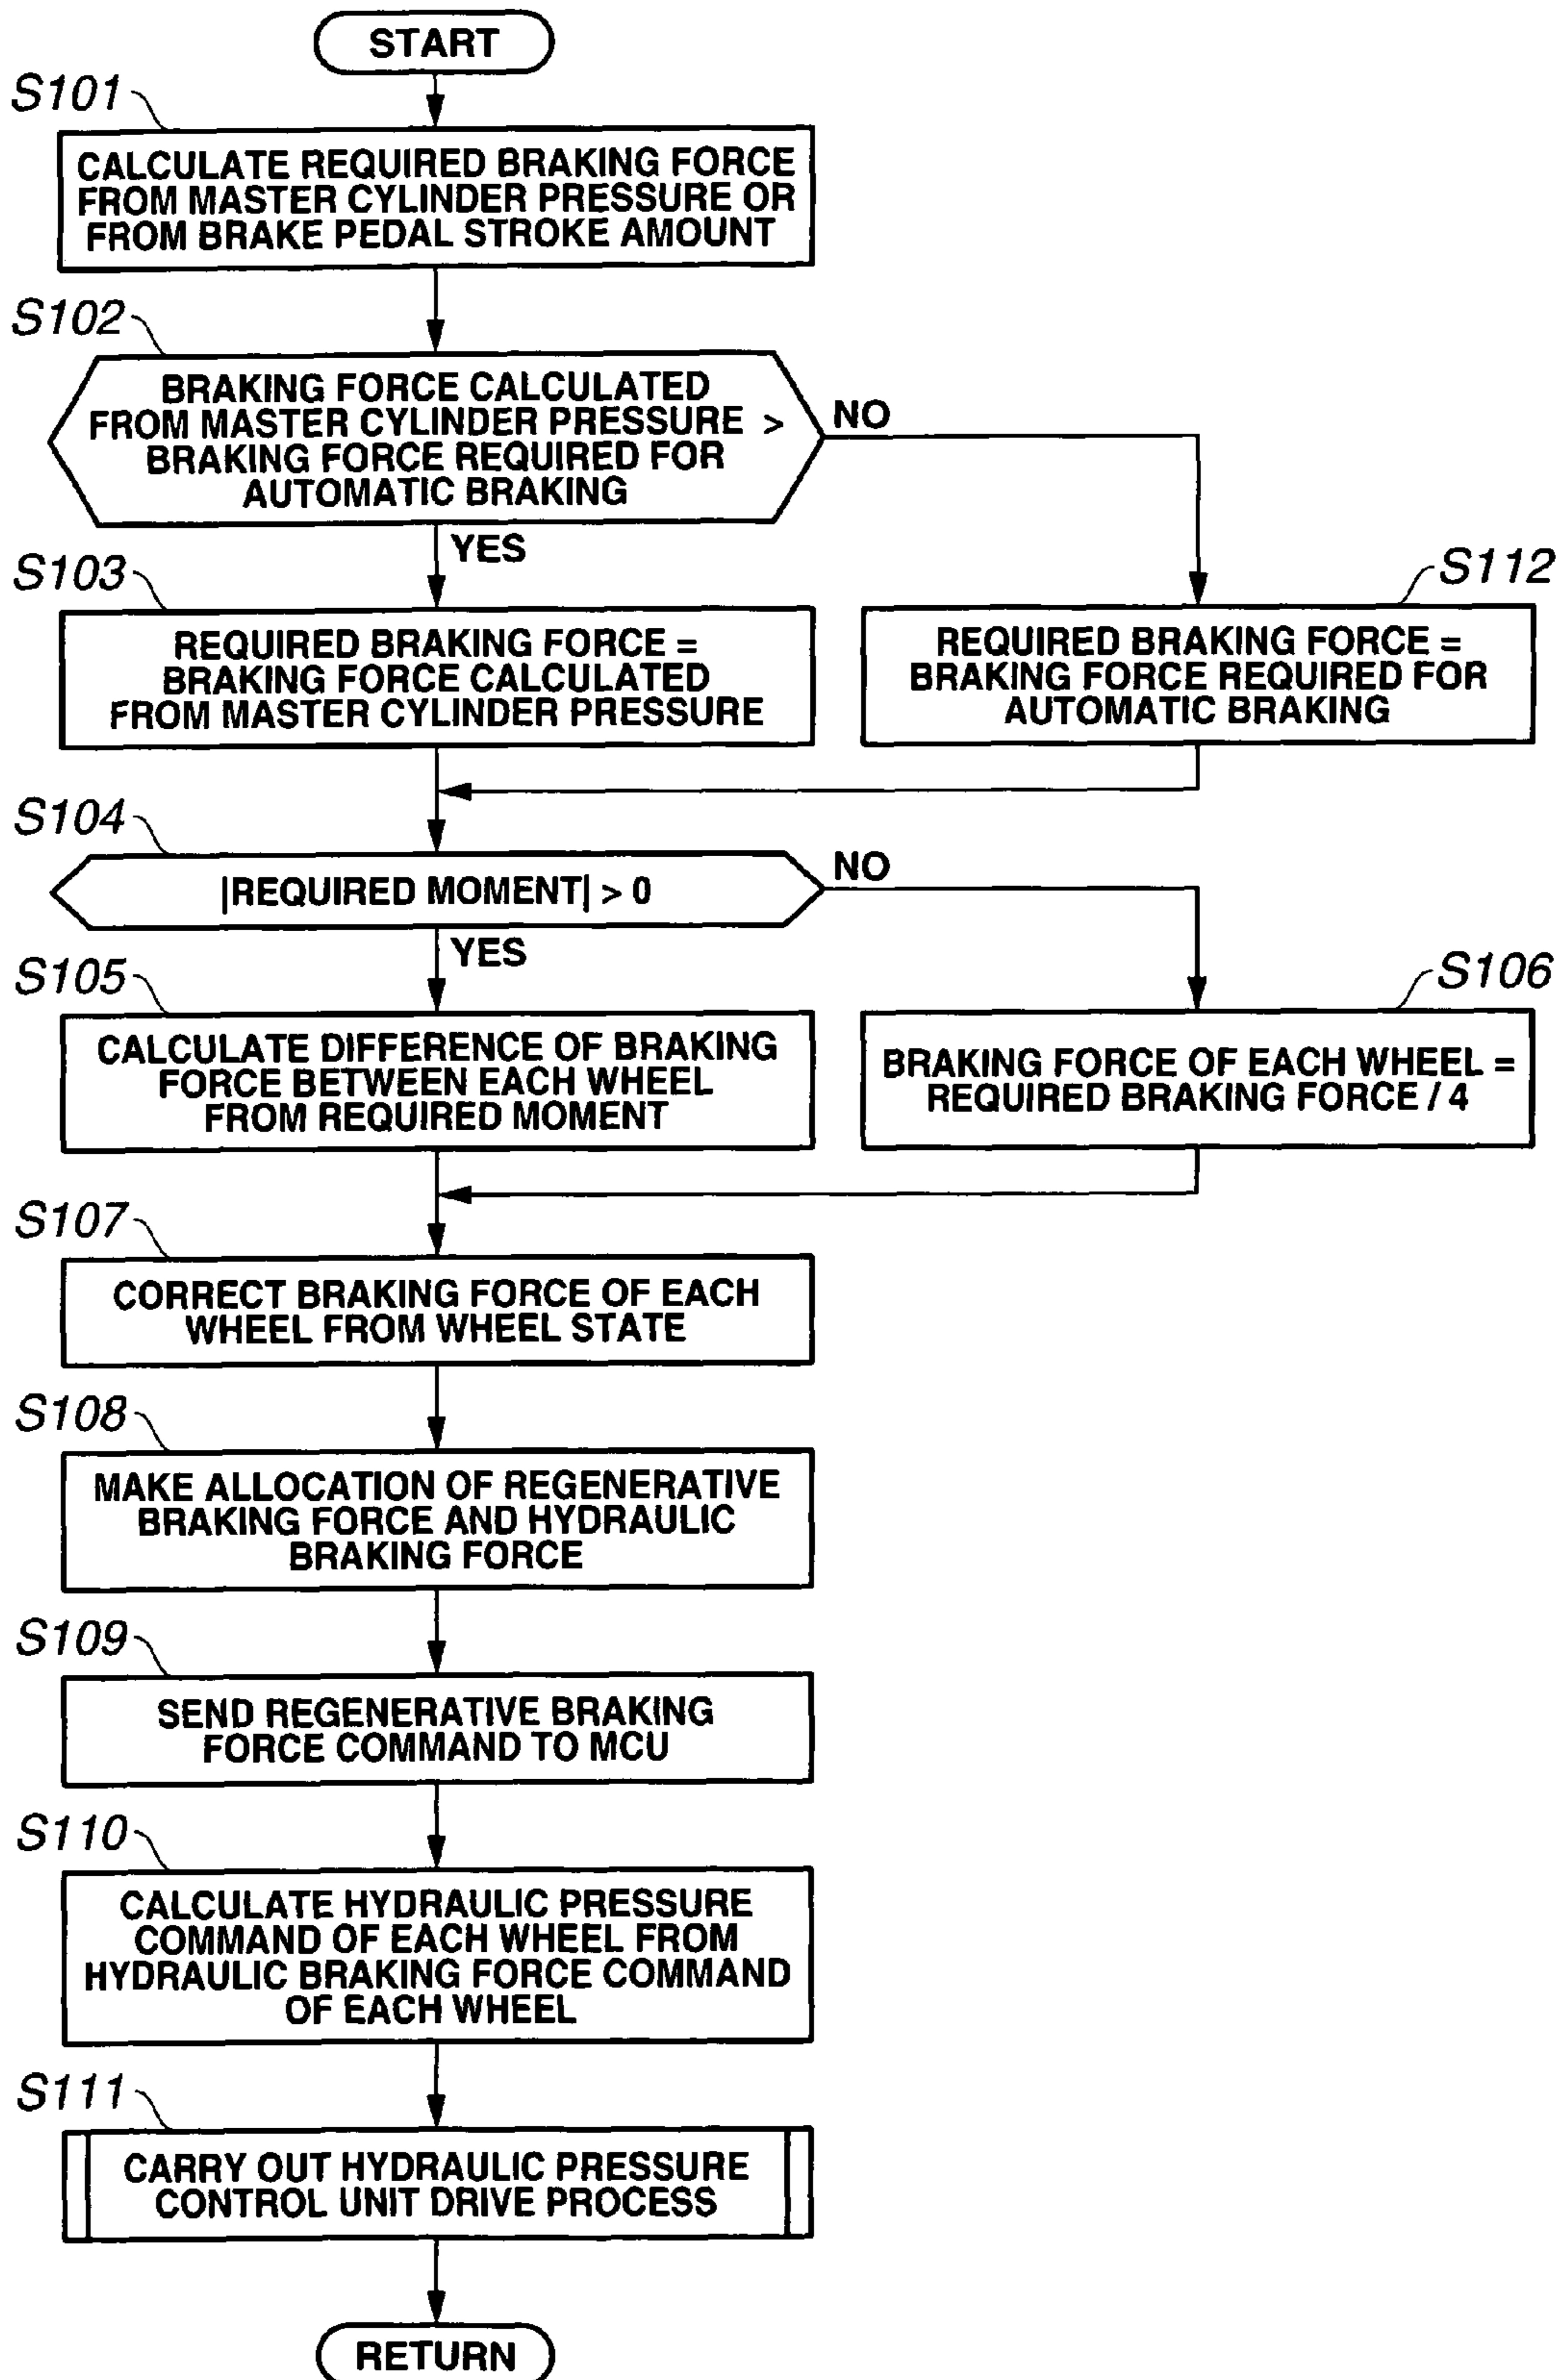 START
S101
CALCULATE REQUIRED BRAKING FORCE
FROM MASTER CYLINDER PRESSURE OR
FROM BRAKE PEDAL STROKE AMOUNT
S102
BRAKING FORCE CALCULATED
FROM MASTER CYLINDER PRESSURE >
BRAKING FORCE REQUIRED FOR
AUTOMATIC BRAKING
NO
YES
S103
REQUIRED BRAKING FORCE =
BRAKING FORCE CALCULATED
FROM MASTER CYLINDER PRESSURE
S112
REQUIRED BRAKING FORCE =
BRAKING FORCE REQUIRED FOR
AUTOMATIC BRAKING
S104
|REQUIRED MOMENT| > 0
NO
YES
S105
CALCULATE DIFFERENCE OF BRAKING
FORCE BETWEEN EACH WHEEL
FROM REQUIRED MOMENT
S106
BRAKING FORCE OF EACH WHEEL =
REQUIRED BRAKING FORCE / 4
S107
CORRECT BRAKING FORCE OF EACH
WHEEL FROM WHEEL STATE
S108
MAKE ALLOCATION OF REGENERATIVE
BRAKING FORCE AND HYDRAULIC
BRAKING FORCE
S109
SEND REGENERATIVE BRAKING
FORCE COMMAND TO MCU
S110
CALCULATE HYDRAULIC PRESSURE
COMMAND OF EACH WHEEL FROM
HYDRAULIC BRAKING FORCE COMMAND
OF EACH WHEEL
S111
CARRY OUT HYDRAULIC PRESSURE
CONTROL UNIT DRIVE PROCESS
RETURN